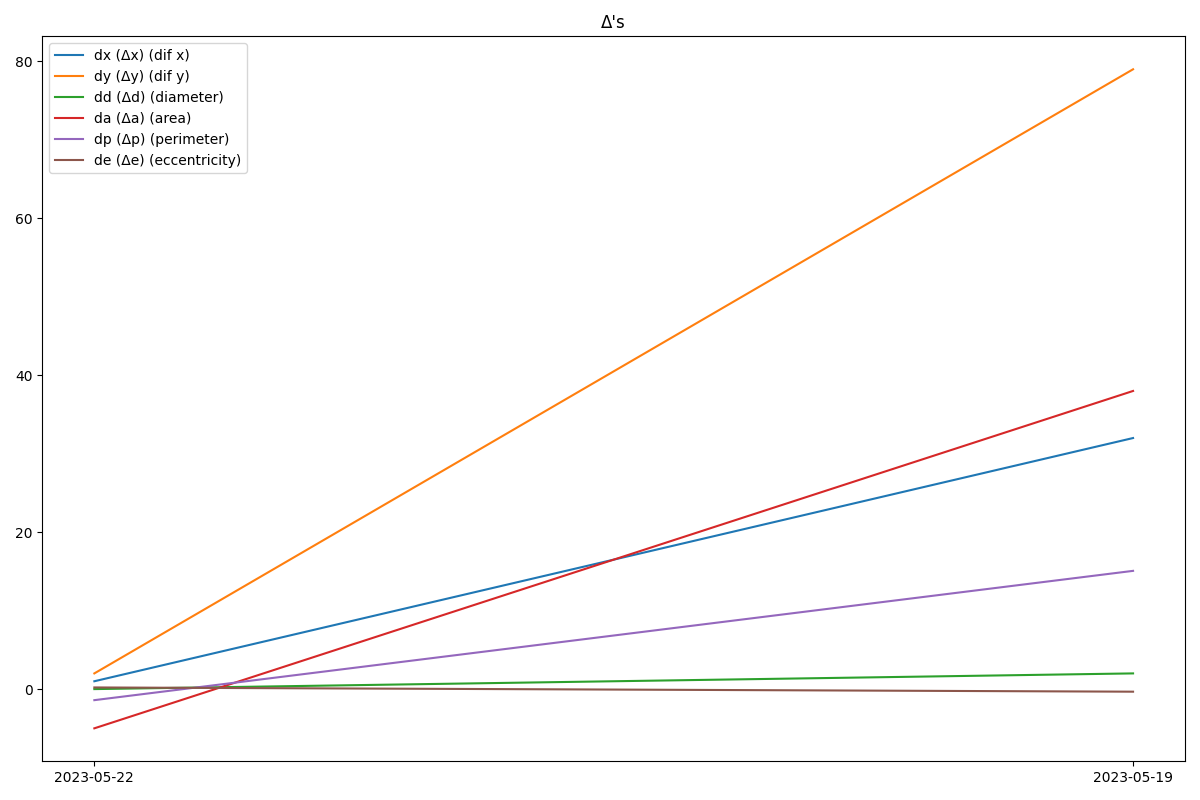 Δ's
dx (Δx) (dif x)
dy (Δy) (dif y)
dd (Δd) (diameter)
da (Δa) (area)
dp (Δp) (perimeter)
de (Δe) (eccentricity)
80
60
40
20
0
2023-05-22
2023-05-19